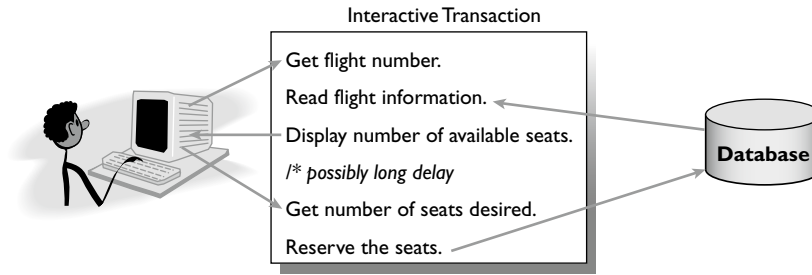 Interactive Transaction
Get flight number.
Read flight information.
Display number of available seats.
/* possibly long delay
Get number of seats desired.
Reserve the seats.
Database